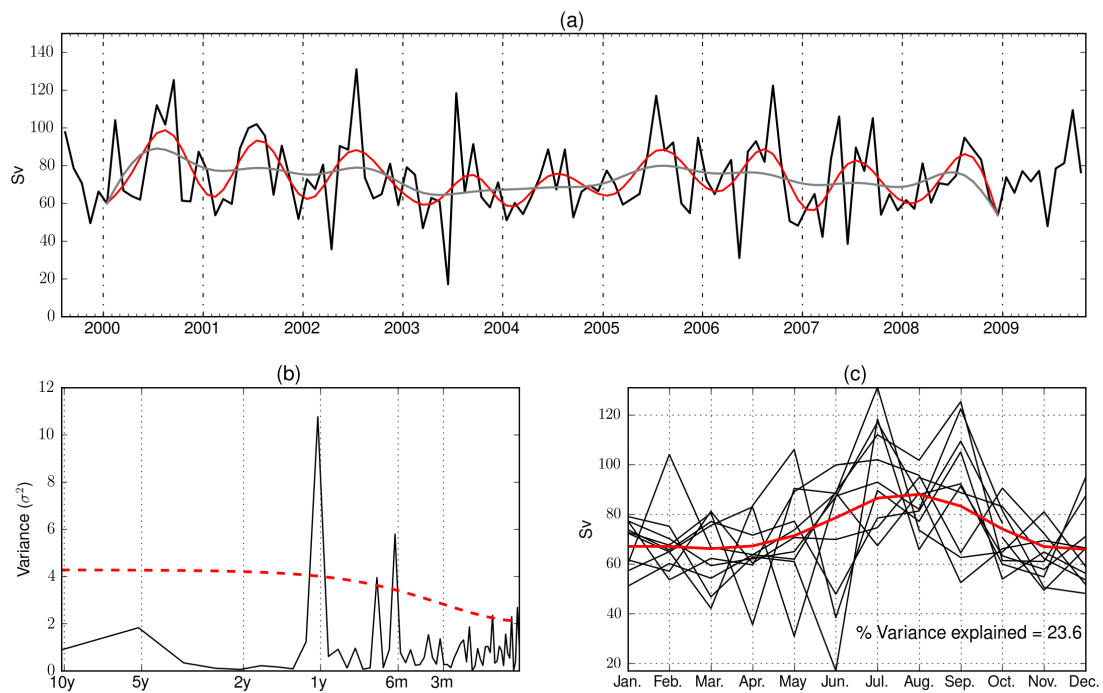 (a)
Sv
140
120
100
80
60
40
20
0
2000 2001 2002 2003 2004 2005 2006 2007 2008 2009
(b)
Variance (σ²)
12
10
8
6
4
2
0
10y 5y 2y 1y 6m 3m
(c)
Sv
120
100
80
60
40
20
% Variance explained = 23.6
Jan. Feb. Mar. Apr. May. Jun. Jul. Aug. Sep. Oct. Nov. Dec.